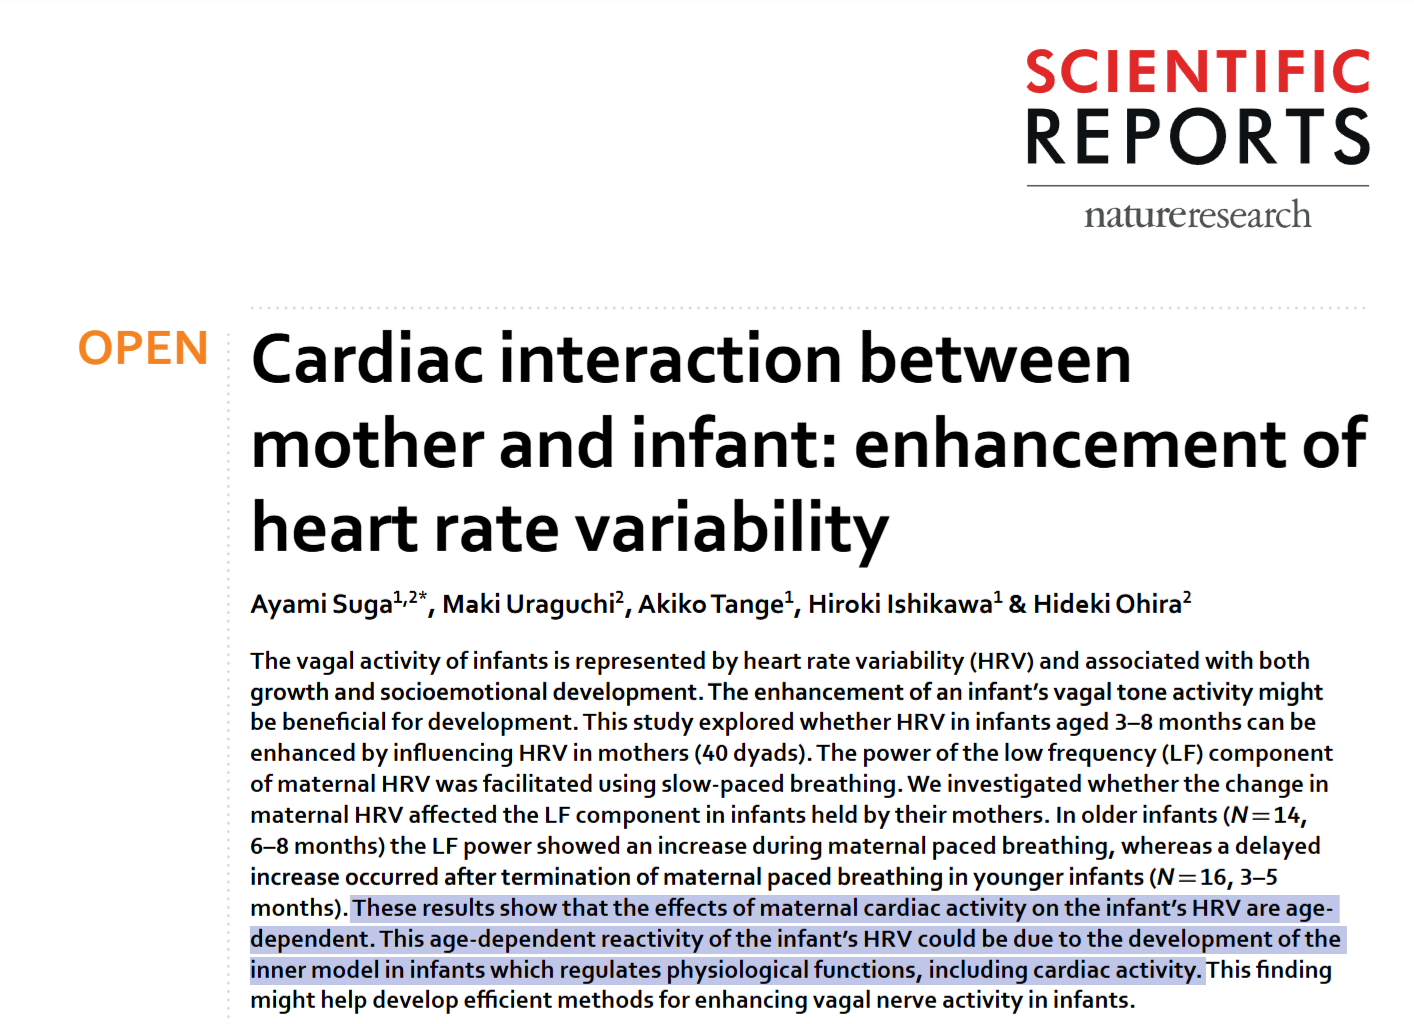 SCIENTIFIC
REPORTS
natureresearch
OPEN
Cardiac interaction between
mother and infant: enhancement of
heart rate variability
Ayami Suga1,2*, Maki Uraguchi2, Akiko Tange1, Hiroki Ishikawa1 & Hideki Ohira2
The vagal activity of infants is represented by heart rate variability (HRV) and associated with both
growth and socioemotional development. The enhancement of an infant’s vagal tone activity might
be beneficial for development. This study explored whether HRV in infants aged 3–8 months can be
enhanced by influencing HRV in mothers (40 dyads). The power of the low frequency (LF) component
of maternal HRV was facilitated using slow-paced breathing. We investigated whether the change in
maternal HRV affected the LF component in infants held by their mothers. In older infants (N = 14,
6–8 months) the LF power showed an increase during maternal paced breathing, whereas a delayed
increase occurred after termination of maternal paced breathing in younger infants (N = 16, 3–5
months). These results show that the effects of maternal cardiac activity on the infant’s HRV are age-
dependent. This age-dependent reactivity of the infant’s HRV could be due to the development of the
inner model in infants which regulates physiological functions, including cardiac activity. This finding
might help develop efficient methods for enhancing vagal nerve activity in infants.